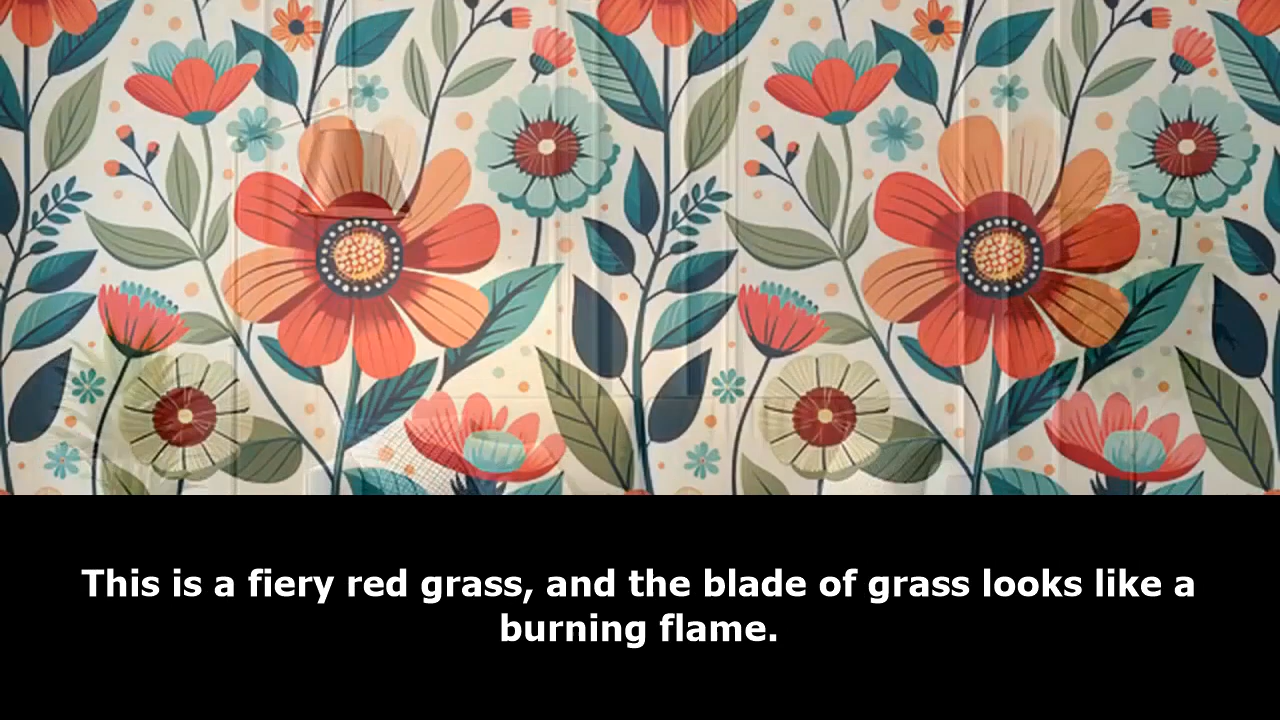 This is a fiery red grass, and the blade of grass looks like a
burning flame.